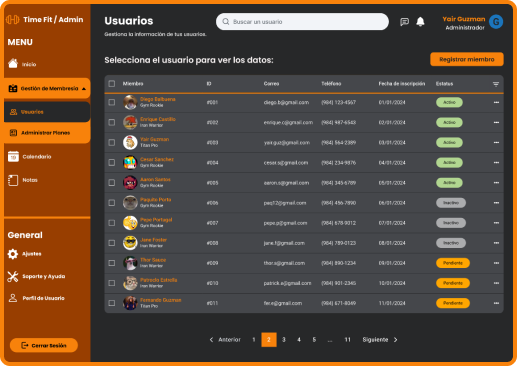 Time Fit / Admin
MENU
Inicio
Gestión de Membresía
Usuarios
Administrar Planes
Calendario
Notas
General
Ajustes
Soporte y Ayuda
Perfil de Usuario
Cerrar Sesión
Usuarios
Gestiona la información de tus usuarios.
Buscar un usuario
Yair Guzman
Administrador
G
Selecciona el usuario para ver los datos:
Registrar miembro
Miembro ID Correo Teléfono Fecha de inscripción Estatus
Diego Balbuena #001 diego.b@gmail.com (984) 123-4567 01/01/2024 Activo
Gym Rookie
Enrique Castillo #002 enrique.c@gmail.com (984) 987-6543 02/01/2024 Activo
Iron Warrior
Yair Guzman #003 yair.guz@gmail.com (984) 564-2389 03/01/2024 Activo
Titan Pro
Cesar Sanchez #004 cesar.s@gmail.com (984) 234-9876 04/01/2024 Activo
Gym Rookie
Aaron Santos #005 aaron.s@gmail.com (984) 345-6789 05/01/2024 Activo
Gym Rookie
#006 paq12@gmail.com (984) 456-7890 06/01/2024 Inactivo
Gym Rookie
Pepe Portugal #007 pepe.p@gmail.com (984) 678-9012 07/01/2024 Inactivo
Gym Rookie
Jane Foster #008 jane.f@gmail.com (984) 789-0123 08/01/2024 Inactivo
Iron Warrior
#009 thor.s@gmail.com (984) 890-1234 09/01/2024 Pendiente
Iron Warrior
Patricio Estrella #010 patrick.e@gmail.com (984) 901-2345 10/01/2024 Pendiente
Iron Warrior
Fernando Guzman #011 fer.e@gmail.com (984) 671-8049 11/01/2024 Pendiente
Titan Pro
Anterior 1 2 3 4 5 ... 11 Siguiente